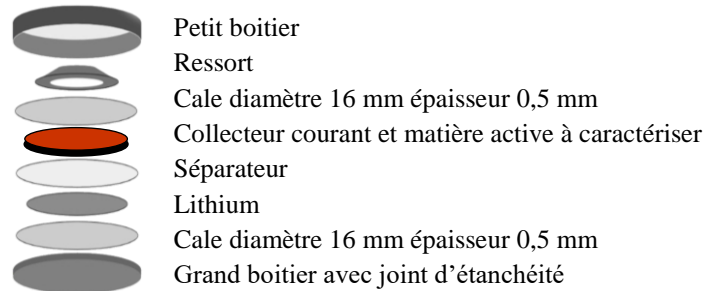 Petit boitier
Ressort
Cale diamètre 16 mm épaisseur 0,5 mm
Collecteur courant et matière active à caractériser
Séparateur
Lithium
Cale diamètre 16 mm épaisseur 0,5 mm
Grand boitier avec joint d’étanchéité